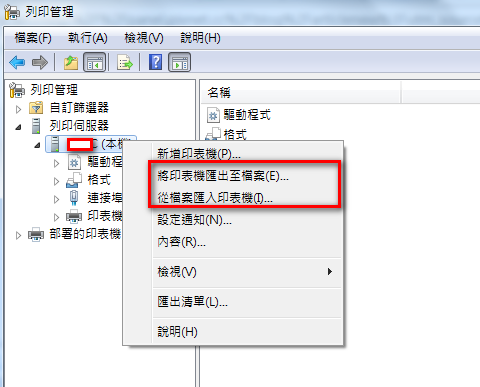 列印管理
檔案(F) 執行(A) 檢視(V) 說明(H)
列印管理
自訂篩選器
列印伺服器
C (本機)
驅動程
格式
連接埠
印表機
部署的印表機
名稱
驅動程式
格式
新增印表機(P)...
將印表機匯出至檔案(E)...
從檔案匯入印表機(I)...
設定通知(N)...
內容(R)...
檢視(V)
匯出清單(L)...
說明(H)